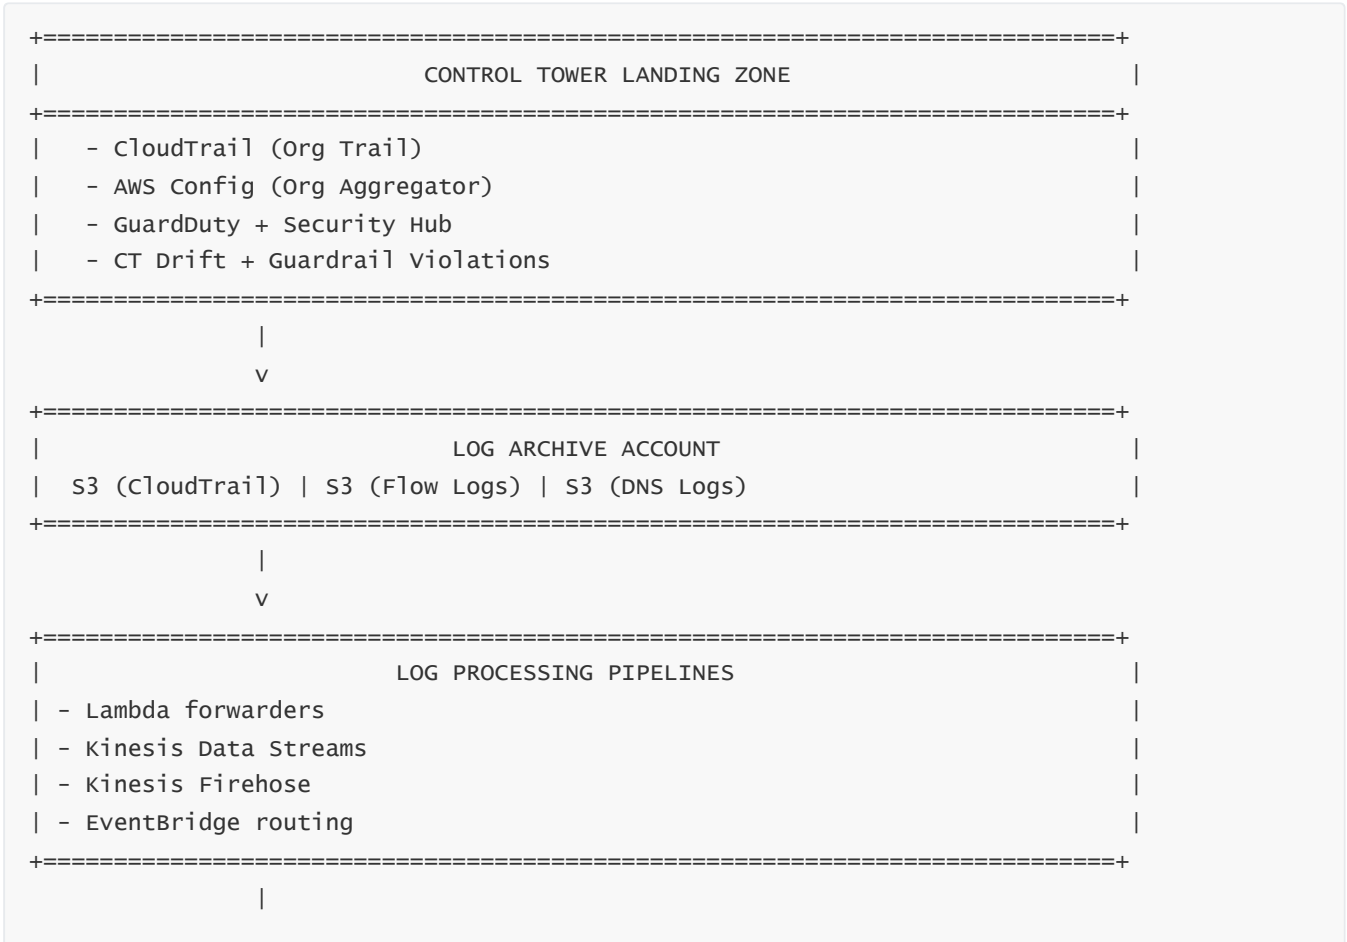 +============================================================================+
|                           CONTROL TOWER LANDING ZONE                        |
+============================================================================+
|   - CloudTrail (Org Trail)                                                  |
|   - AWS Config (Org Aggregator)                                             |
|   - GuardDuty + Security Hub                                                |
|   - CT Drift + Guardrail Violations                                         |
+============================================================================+
                |
                v
+============================================================================+
|                             LOG ARCHIVE ACCOUNT                             |
|  S3 (CloudTrail) | S3 (Flow Logs) | S3 (DNS Logs)                           |
+============================================================================+
                |
                v
+============================================================================+
|                         LOG PROCESSING PIPELINES                            |
| - Lambda forwarders                                                         |
| - Kinesis Data Streams                                                      |
| - Kinesis Firehose                                                          |
| - EventBridge routing                                                       |
+============================================================================+
                |